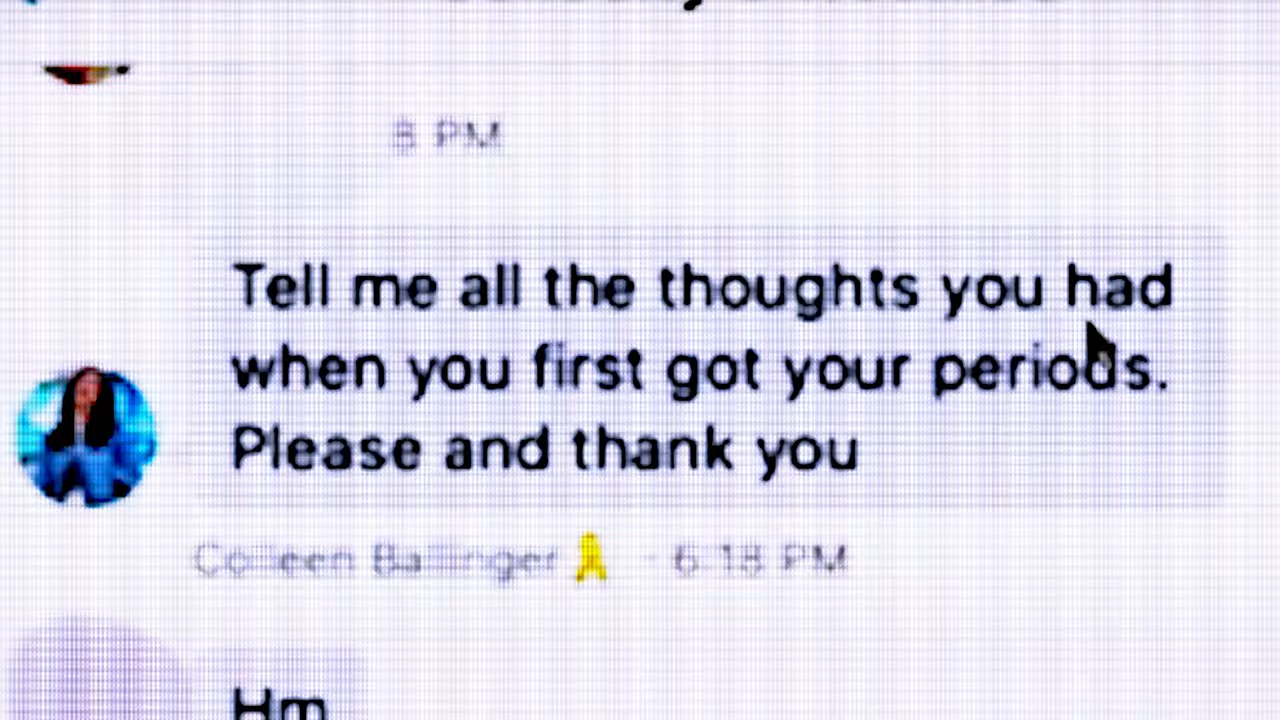 8 PM
Tell me all the thoughts you had
when you first got your periods.
Please and thank you
Colleen Ballinger · 6:18 PM
Hm